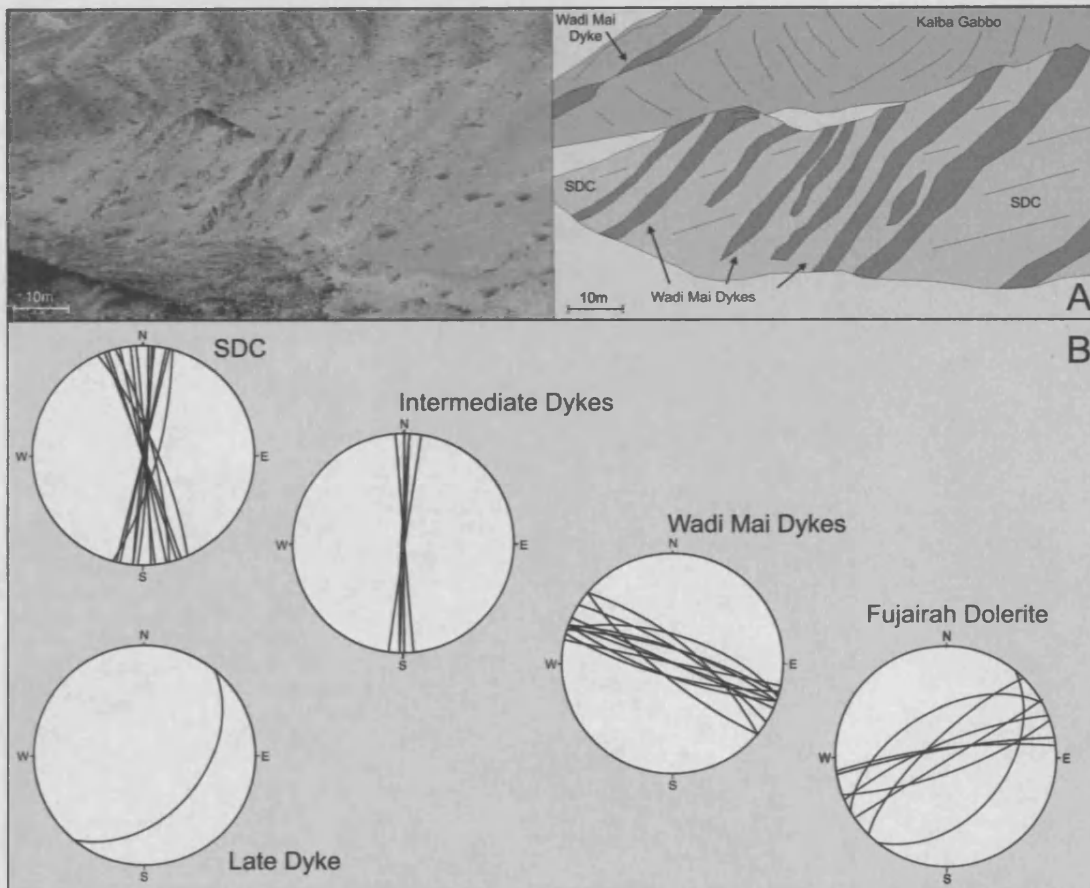 10m
Wadi Mai
Dyke
Kalba Gabbo
SDC
SDC
Wadi Mai Dykes
10m
A
B
SDC
N
W
E
S
Intermediate Dykes
N
W
E
S
Wadi Mai Dykes
N
W
E
S
Fujairah Dolerite
N
W
E
S
N
W
E
S
Late Dyke